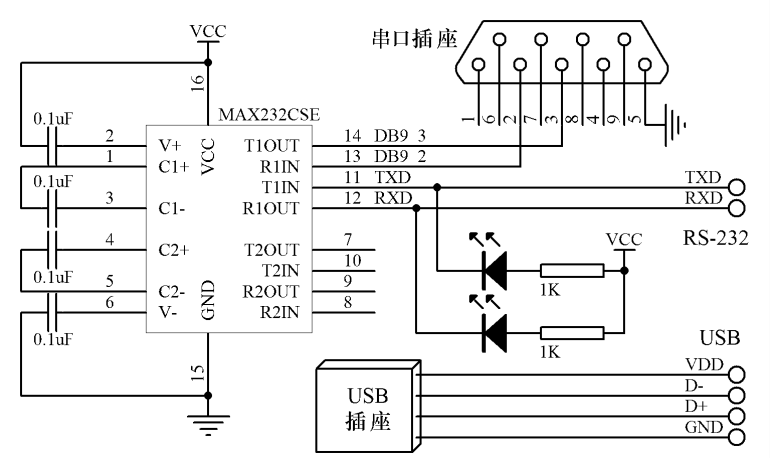 VCC
串口插座
16
MAX232CSE
1
6
2
7
3
8
4
9
5
0.1uF
2
V+
VCC
T1OUT
14
DB9 3
1
C1+
R1IN
13
DB9 2
0.1uF
T1IN
11
TXD
TXD
3
C1-
R1OUT
12
RXD
RXD
RS-232
4
C2+
T2OUT
7
VCC
0.1uF
T2IN
10
5
C2-
GND
R2OUT
9
1K
6
V-
R2IN
8
0.1uF
1K
USB
15
VDD
USB
插座
D-
D+
GND